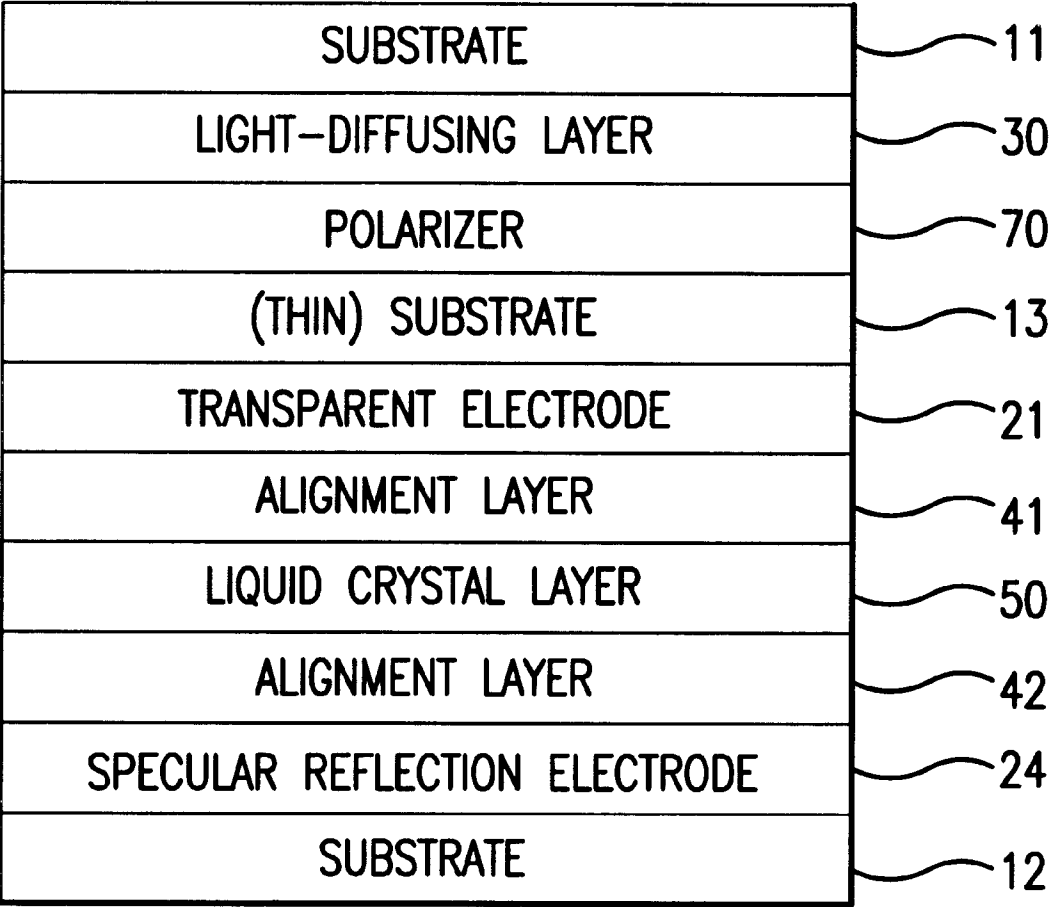 SUBSTRATE 11
LIGHT-DIFFUSING LAYER 30
POLARIZER 70
(THIN) SUBSTRATE 13
TRANSPARENT ELECTRODE 21
ALIGNMENT LAYER 41
LIQUID CRYSTAL LAYER 50
ALIGNMENT LAYER 42
SPECULAR REFLECTION ELECTRODE 24
SUBSTRATE 12